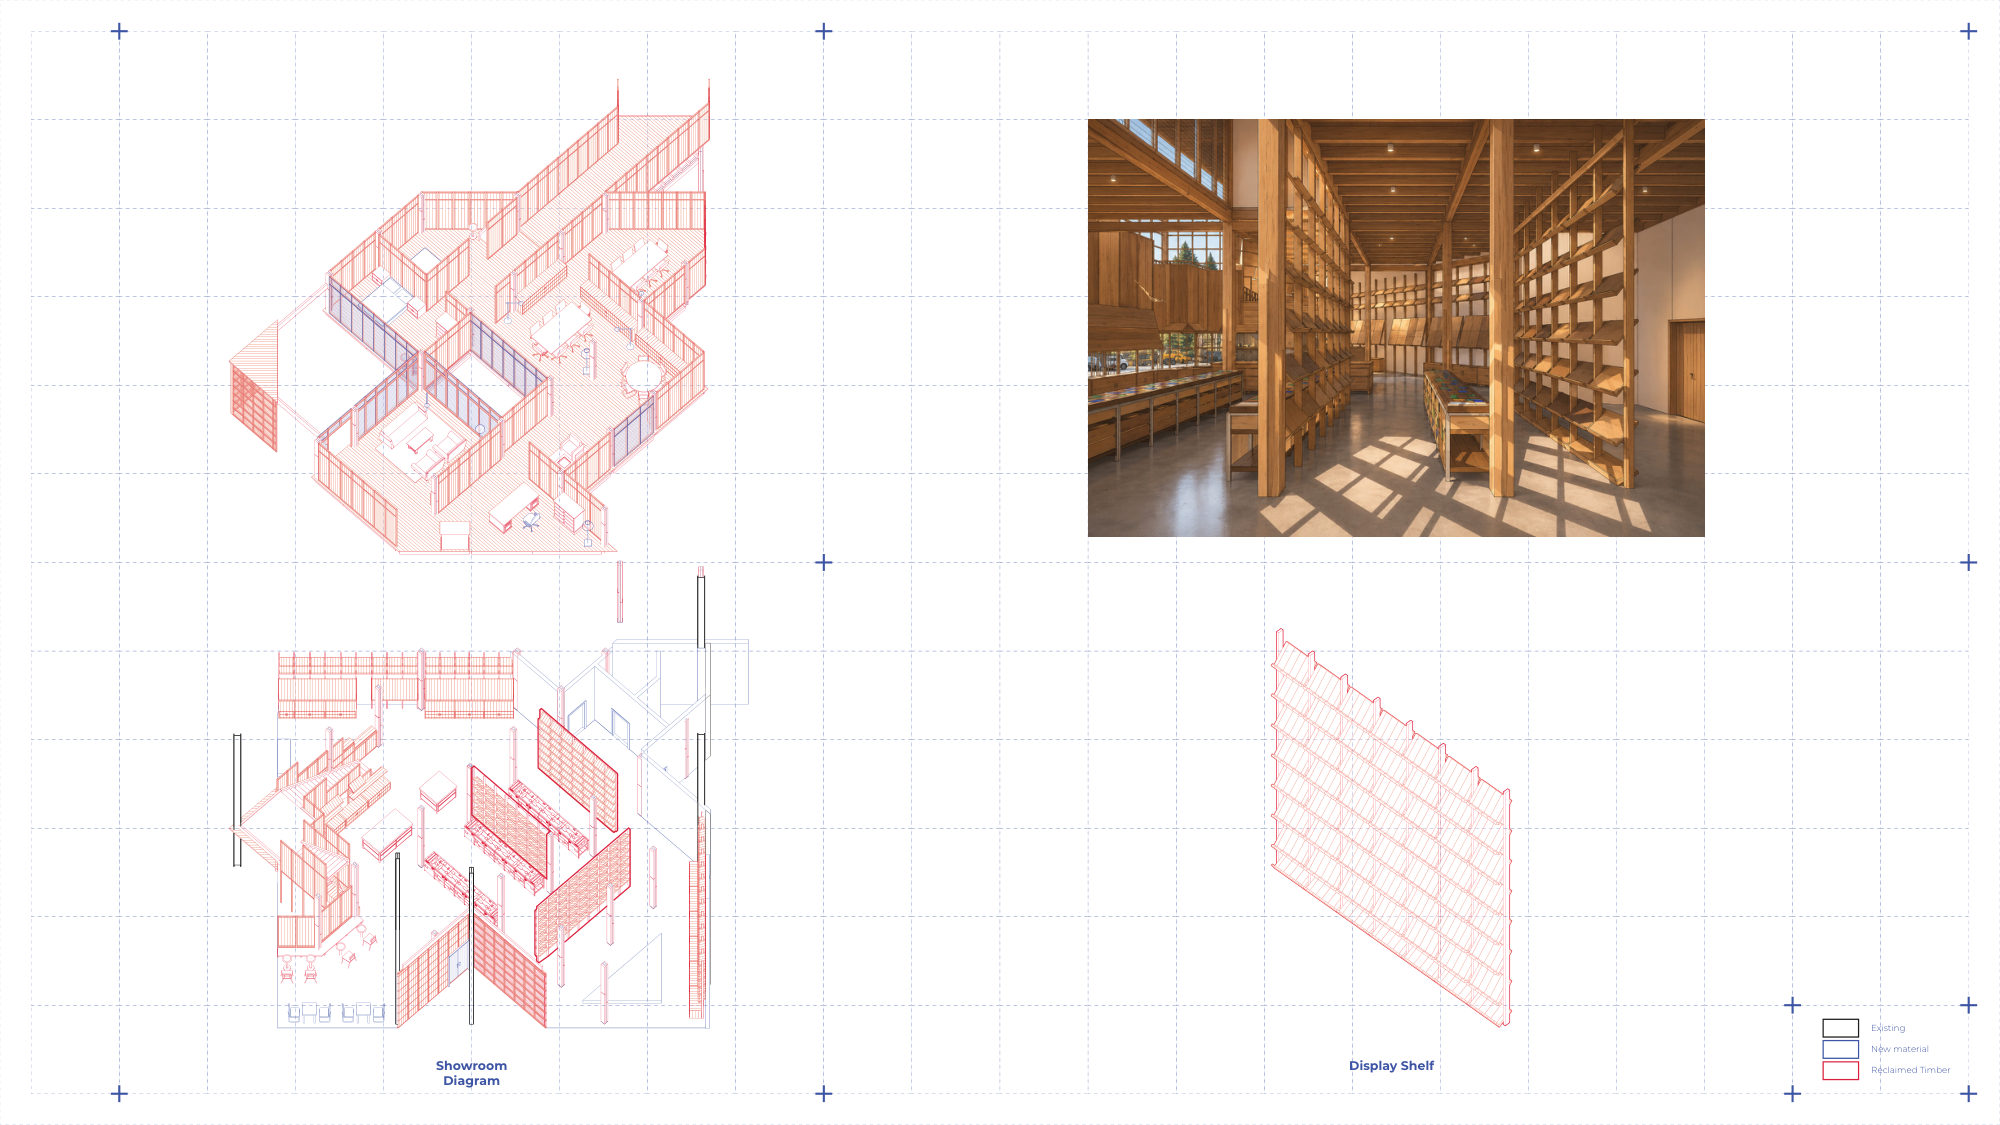 Showroom
Diagram
Display Shelf
Existing
New material
Reclaimed Timber